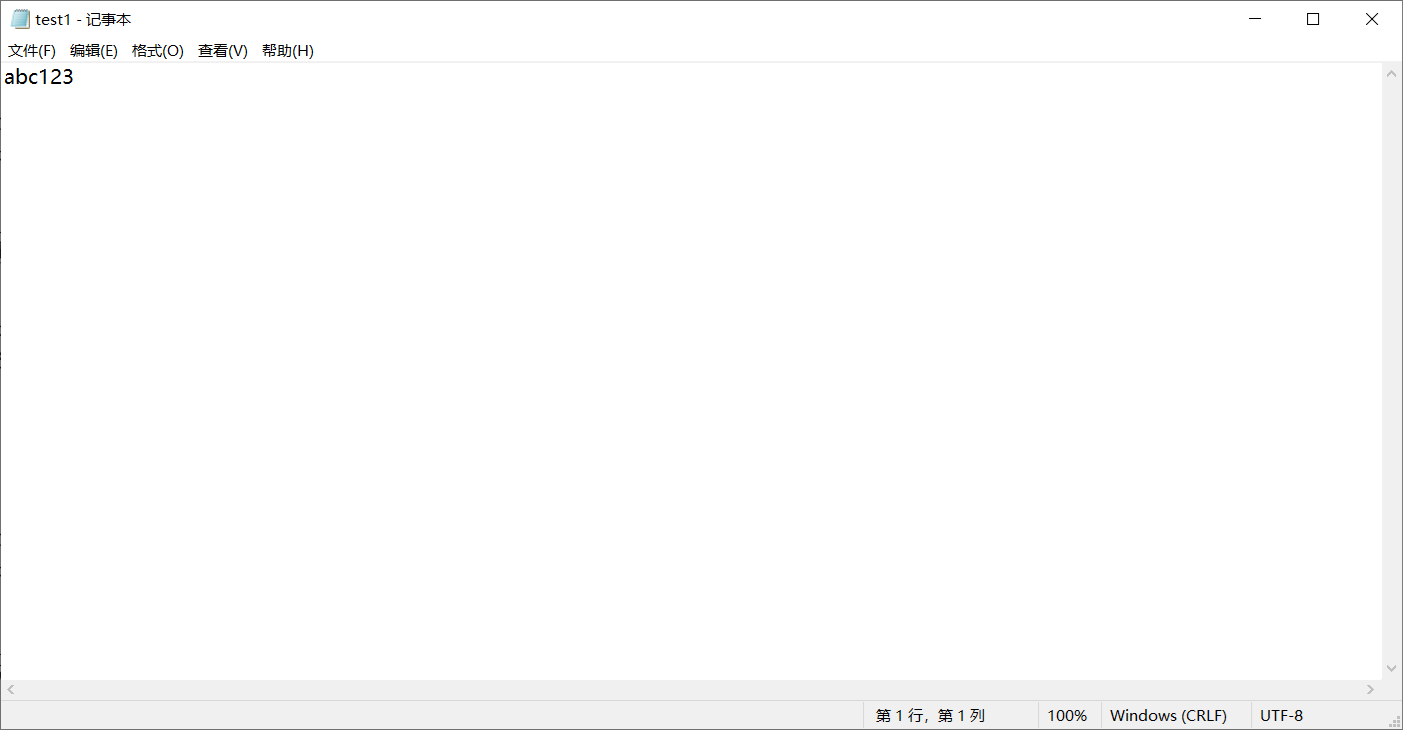 test1 - 记事本
文件(F) 编辑(E) 格式(O) 查看(V) 帮助(H)
abc123
第 1 行，第 1 列 100% Windows (CRLF) UTF-8